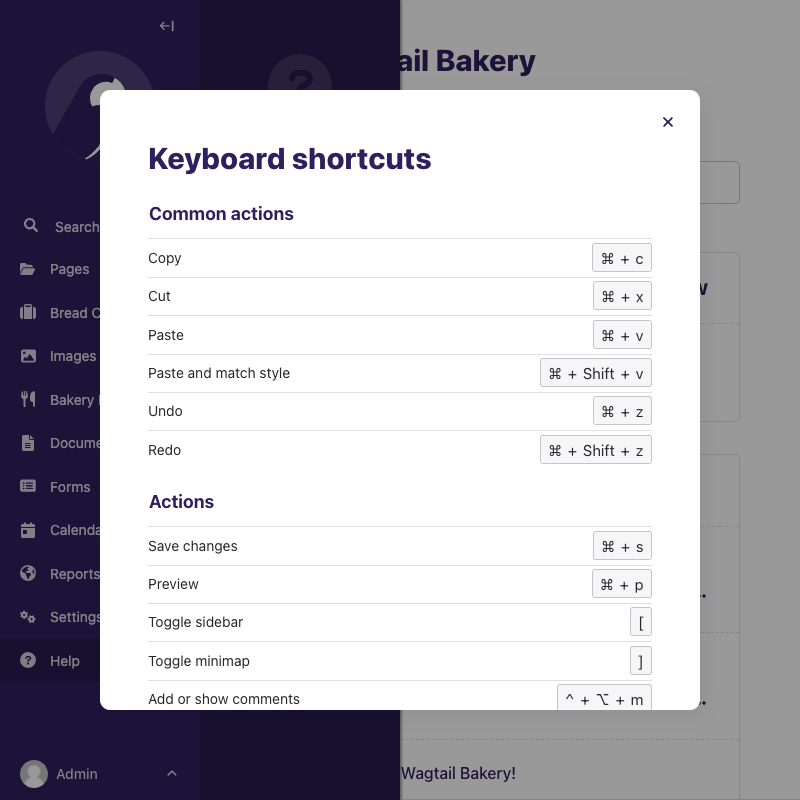 ail Bakery
Keyboard shortcuts
Common actions
Copy ⌘ + c
Cut ⌘ + x
Paste ⌘ + v
Paste and match style ⌘ + Shift + v
Undo ⌘ + z
Redo ⌘ + Shift + z
Actions
Save changes ⌘ + s
Preview ⌘ + p
Toggle sidebar [
Toggle minimap ]
Add or show comments ^ + ⌥ + m
Search
Pages
Bread C
Images
Bakery
Docume
Forms
Calenda
Reports
Settings
Help
Admin
Wagtail Bakery!